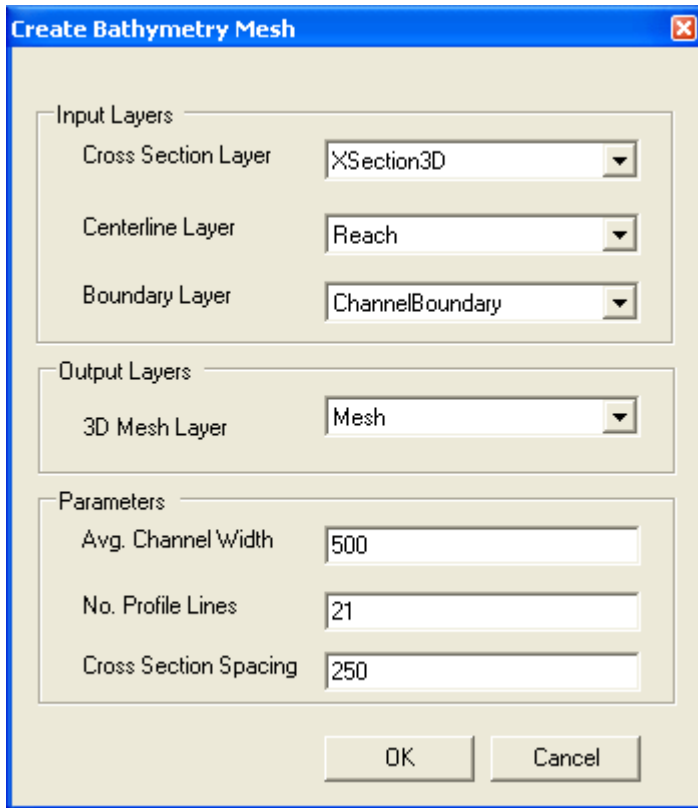 Create Bathymetry Mesh
Input Layers
Cross Section Layer XSection3D
Centerline Layer Reach
Boundary Layer ChannelBoundary
Output Layers
3D Mesh Layer Mesh
Parameters
Avg. Channel Width 500
No. Profile Lines 21
Cross Section Spacing 250
OK Cancel